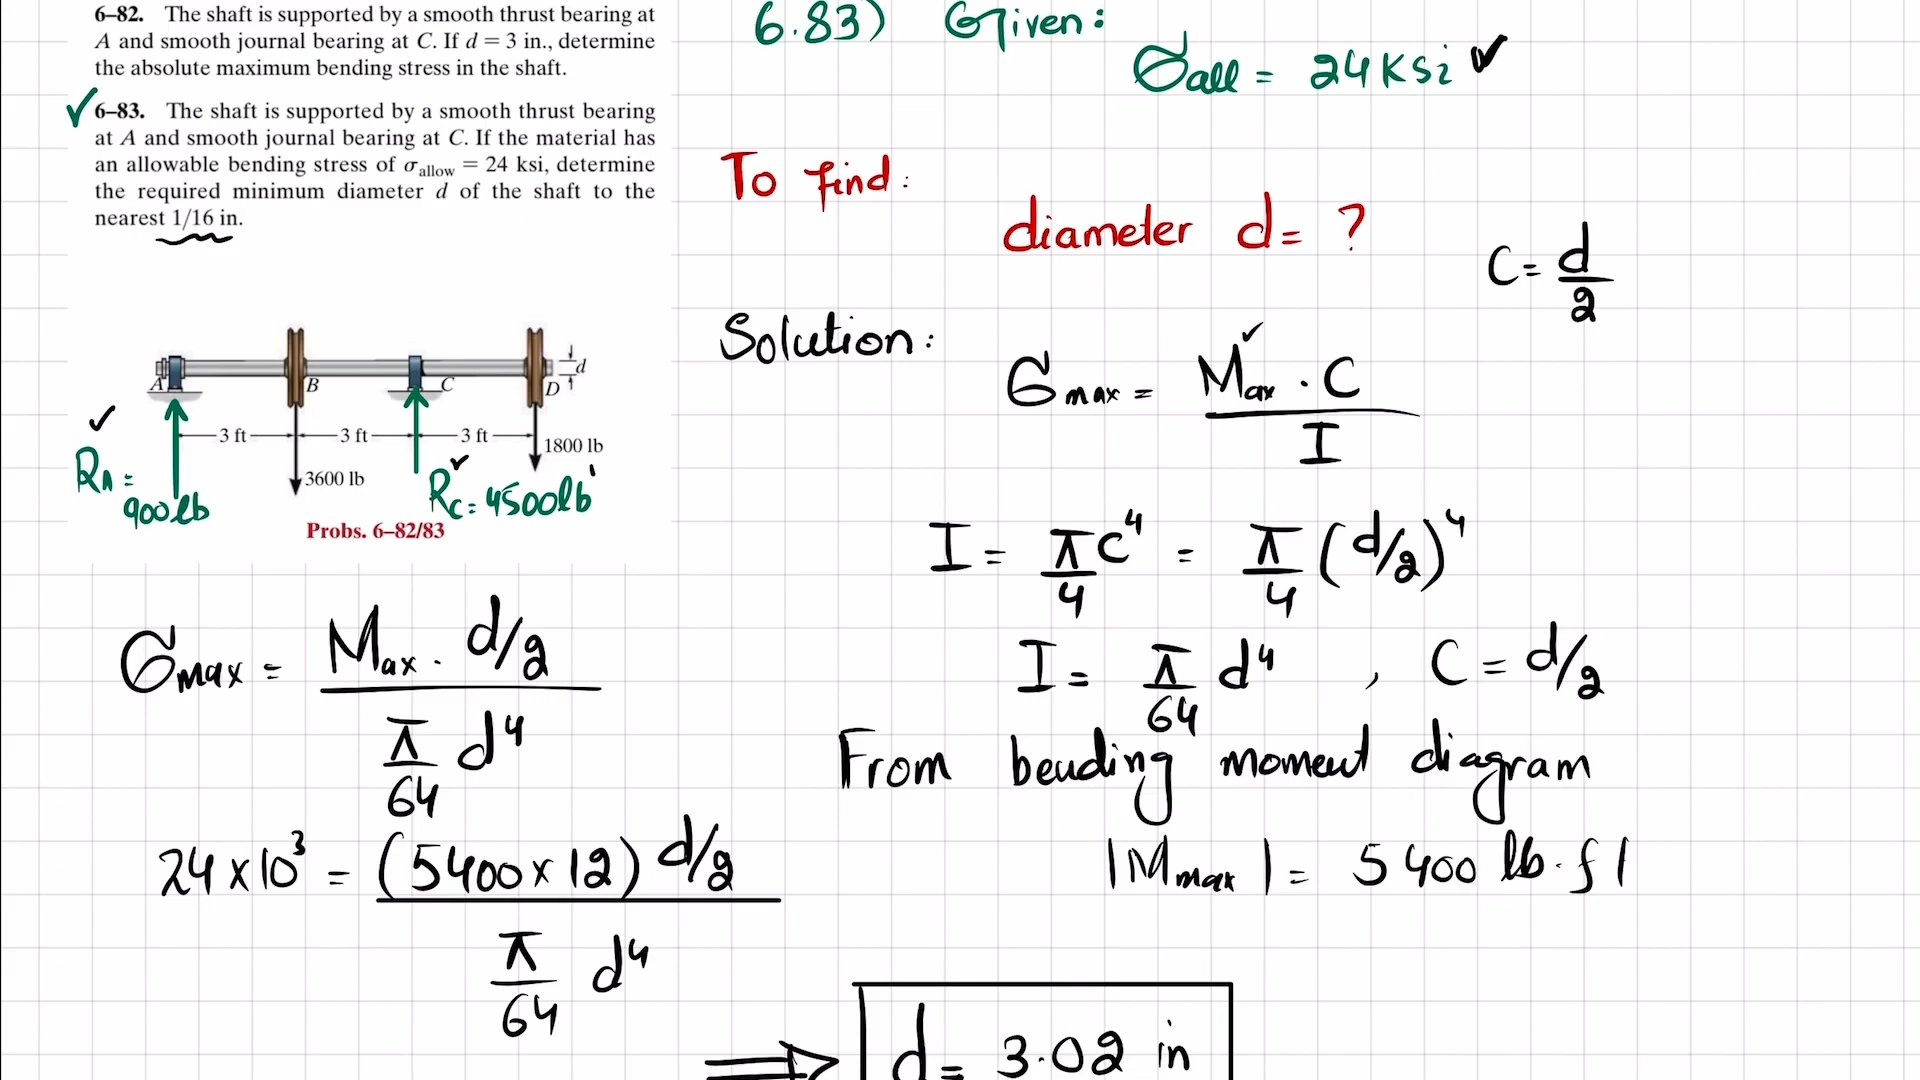 6–82. The shaft is supported by a smooth thrust bearing at
A and smooth journal bearing at C. If d = 3 in., determine
the absolute maximum bending stress in the shaft.
✓ 6–83. The shaft is supported by a smooth thrust bearing
at A and smooth journal bearing at C. If the material has
an allowable bending stress of σallow = 24 ksi, determine
the required minimum diameter d of the shaft to the
nearest 1/16 in.
A
B
C
D
d
3 ft
3 ft
3 ft
1800 lb
3600 lb
RA =
900lb
RC = 4500lb
Probs. 6–82/83
σmax = Max . d/2
π/64 d⁴
24×10³ = (5400×12) d/2
π/64 d⁴
6.83) Given:
σall = 24Ksi ✓
To find:
diameter d = ?
C = d/2
Solution:
σmax = Max . C
I
I = π/4 C⁴ = π/4 (d/2)⁴
I = π/64 d⁴ , C = d/2
From bending moment diagram
|Mmax| = 5400 lb.ft
⟹ d = 3.02 in